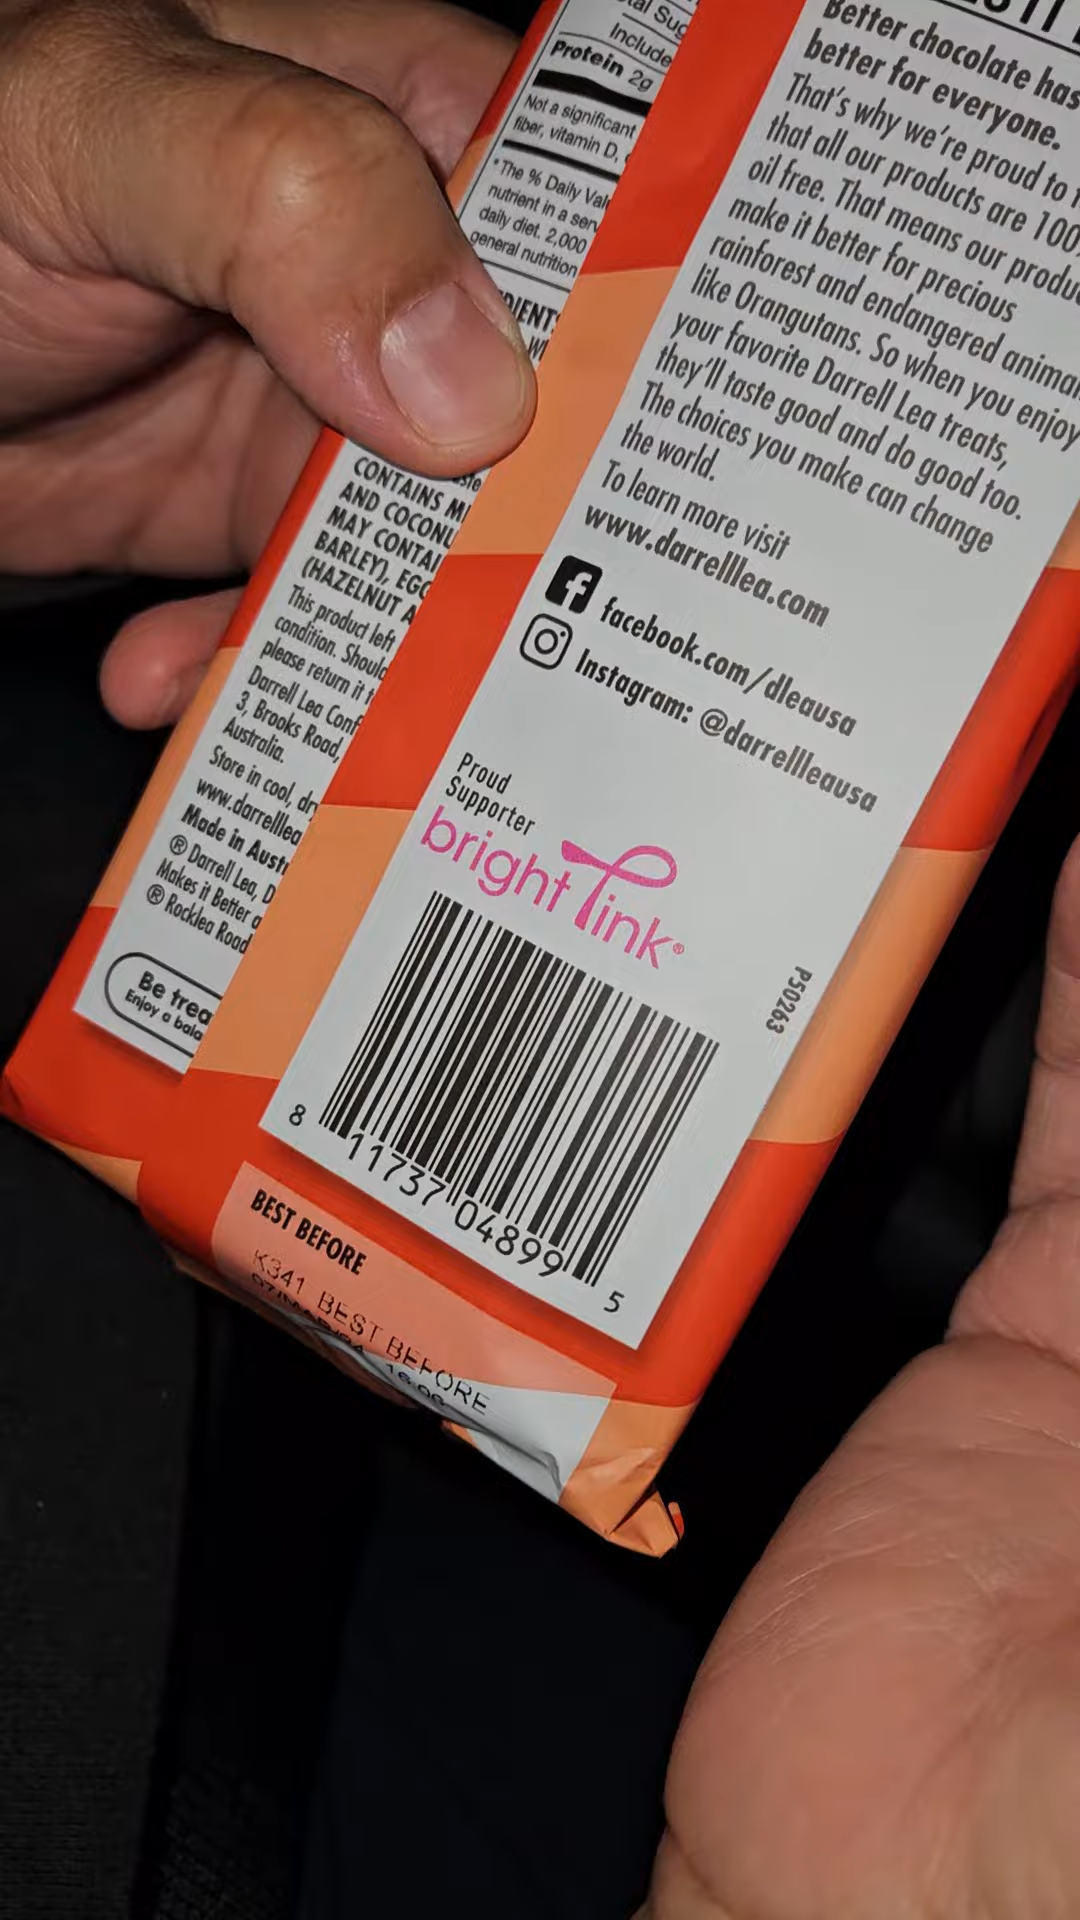 tal Sug
Include
Protein 2g
Not a significant
fiber, vitamin D,
*The % Daily Val
nutrient in a serv
daily diet. 2,000
general nutrition
DIENT
CONTAINS MI
AND COCONU
MAY CONTAI
BARLEY), EGG
(HAZELNUT A
This product left
condition. Should
please return it t
Darrell Lea Conf
3, Brooks Road,
Australia.
Store in cool, dry
www.darrelllea
Made in Austr
® Darrell Lea, D
Makes it Better a
® Rocklea Road
Be trea
Enjoy a bala
Better chocolate has
better for everyone.
That's why we're proud to
that all our products are 100
oil free. That means our produ
make it better for precious
rainforest and endangered animal
like Orangutans. So when you enjoy
your favorite Darrell Lea treats,
they'll taste good and do good too.
The choices you make can change
the world.
To learn more visit
www.darrelllea.com
facebook.com/dleausa
Instagram: @darrellleausa
Proud
Supporter
bright pink®
P50263
8 11737 04899 5
BEST BEFORE
K341 BEST BEFORE
16:06